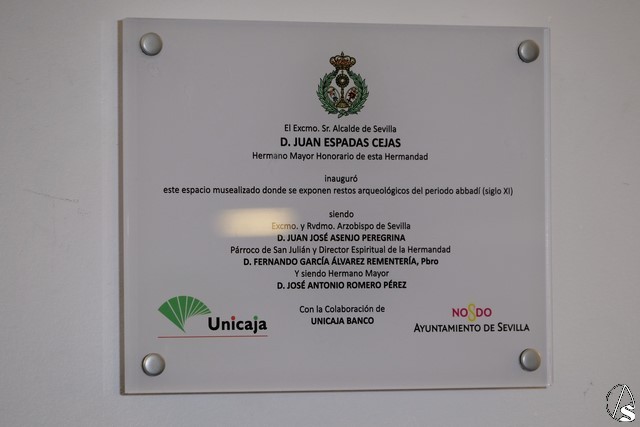 El Excmo. Sr. Alcalde de Sevilla
D. JUAN ESPADAS CEJAS
Hermano Mayor Honorario de esta Hermandad
inauguró
este espacio musealizado donde se exponen restos arqueológicos del periodo abbadí (siglo XI)
siendo
Excmo. y Rvdmo. Arzobispo de Sevilla
D. JUAN JOSÉ ASENJO PEREGRINA
Párroco de San Julián y Director Espiritual de la Hermandad
D. FERNANDO GARCÍA ÁLVAREZ REMENTERÍA, Pbro
Y siendo Hermano Mayor
D. JOSÉ ANTONIO ROMERO PÉREZ
Con la Colaboración de
UNICAJA BANCO
Unicaja
NO8DO
AYUNTAMIENTO DE SEVILLA